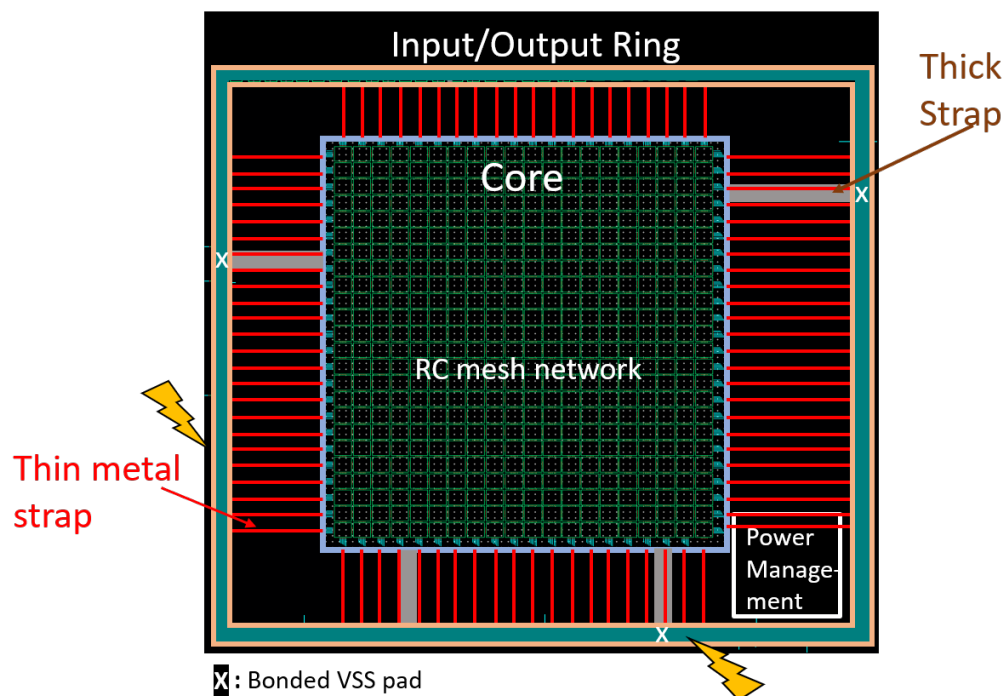 Input/Output Ring
Thick
Strap
Core
X
X
RC mesh network
Thin metal
strap
Power
Manage-
ment
X
X : Bonded VSS pad